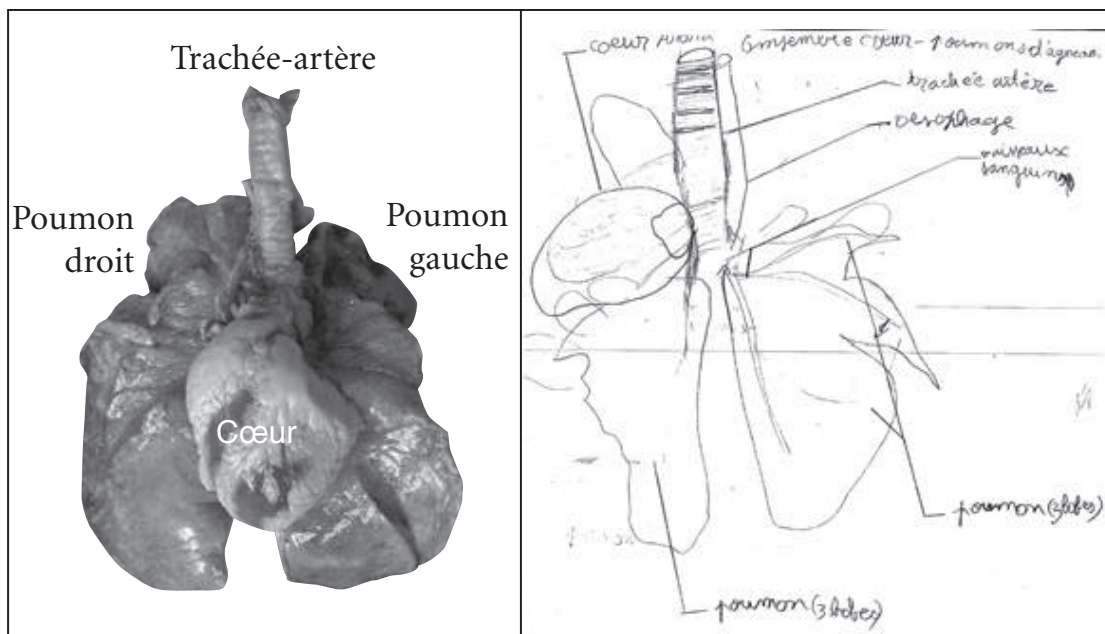 Trachée-artère
Poumon
droit
Poumon
gauche
Cœur
coeur
Ensemble coeur - poumons d'agneau
trachée artère
oesophage
vaisseaux
sanguins
poumon (3 lobes)
poumon (3 lobes)